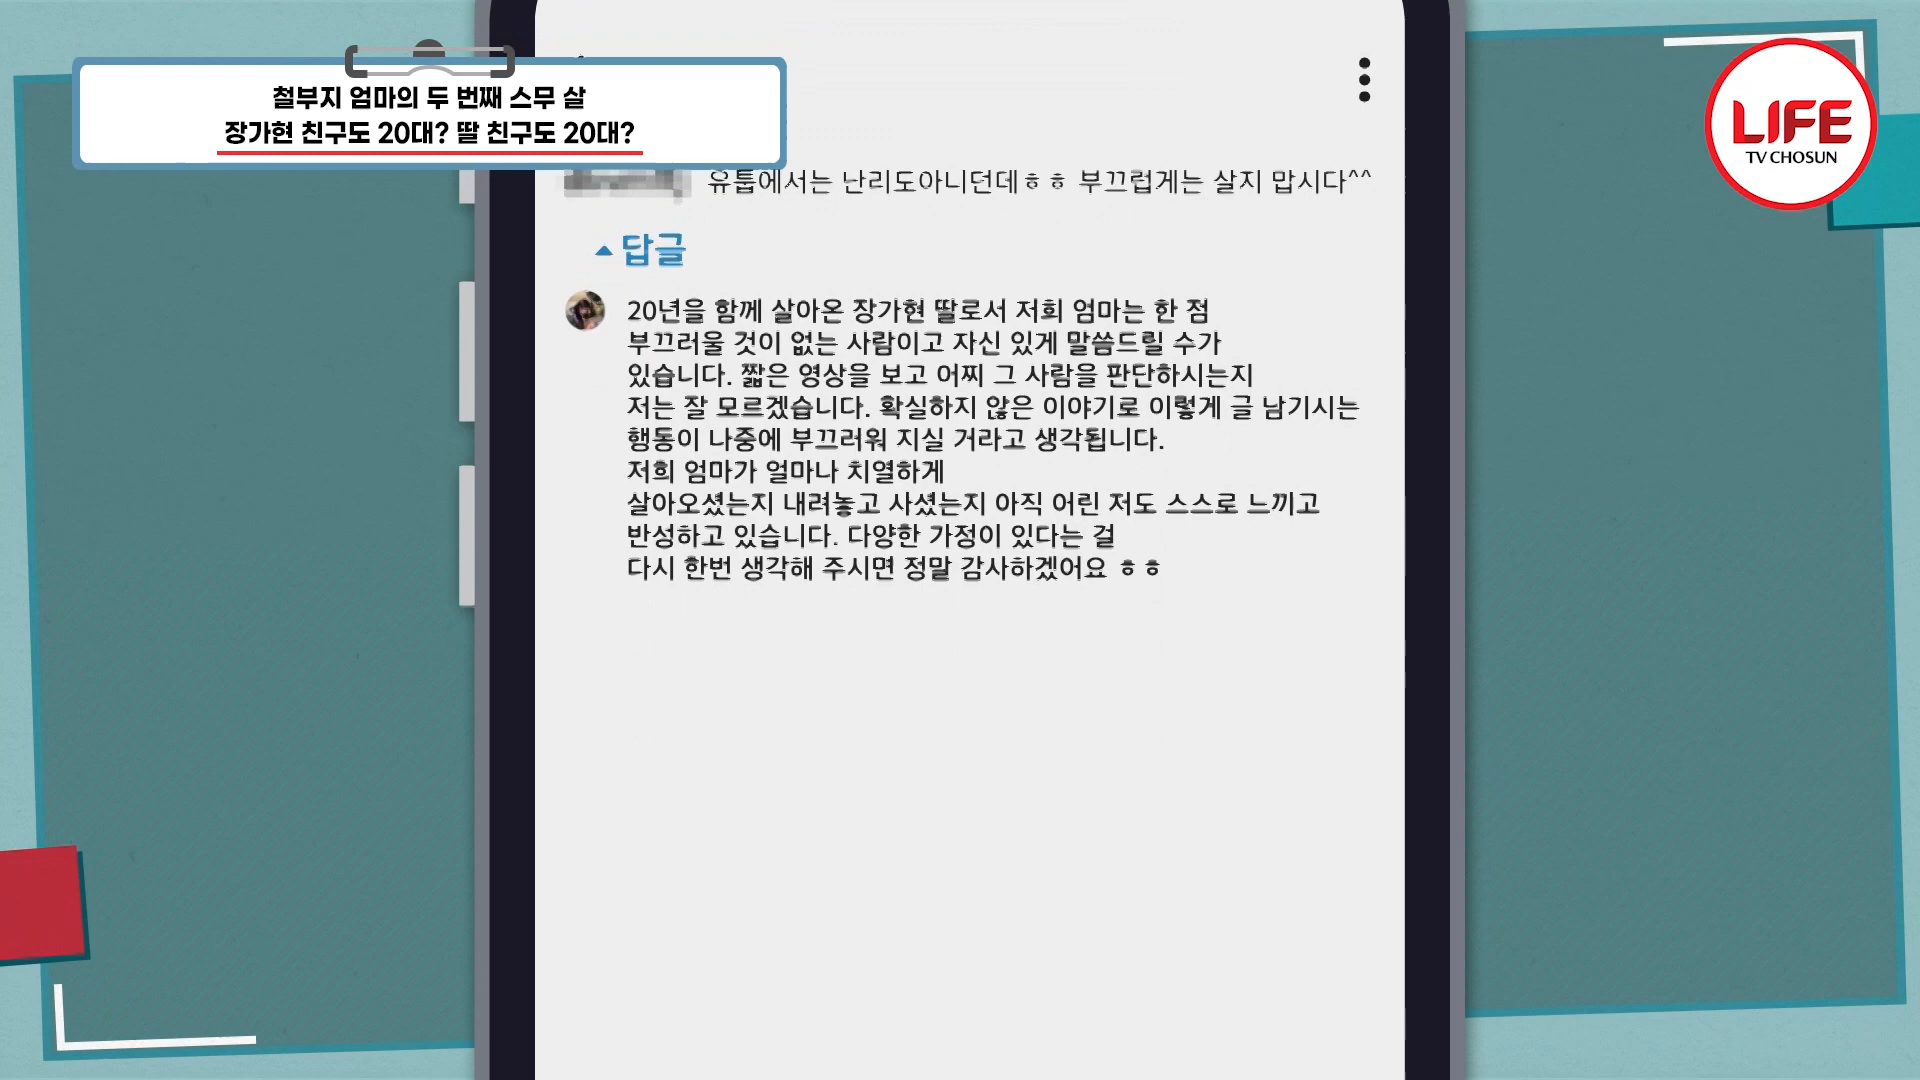 철부지 엄마의 두 번째 스무 살
장가현 친구도 20대? 딸 친구도 20대?
LIFE
TV CHOSUN
유튭에서는 난리도아니던데ㅎㅎ 부끄럽게는 살지 맙시다^^
답글
20년을 함께 살아온 장가현 딸로서 저희 엄마는 한 점
부끄러울 것이 없는 사람이고 자신 있게 말씀드릴 수가
있습니다. 짧은 영상을 보고 어찌 그 사람을 판단하시는지
저는 잘 모르겠습니다. 확실하지 않은 이야기로 이렇게 글 남기시는
행동이 나중에 부끄러워 지실 거라고 생각됩니다.
저희 엄마가 얼마나 치열하게
살아오셨는지 내려놓고 사셨는지 아직 어린 저도 스스로 느끼고
반성하고 있습니다. 다양한 가정이 있다는 걸
다시 한번 생각해 주시면 정말 감사하겠어요 ㅎㅎ